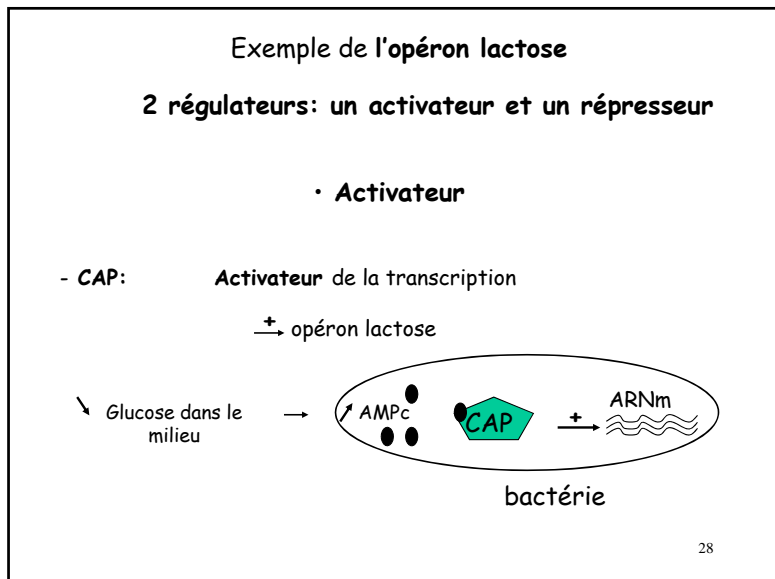 Exemple de l'opéron lactose
2 régulateurs: un activateur et un répresseur
• Activateur
- CAP: Activateur de la transcription
+ opéron lactose
Glucose dans le
milieu
AMPc
CAP
+
ARNm
bactérie
28